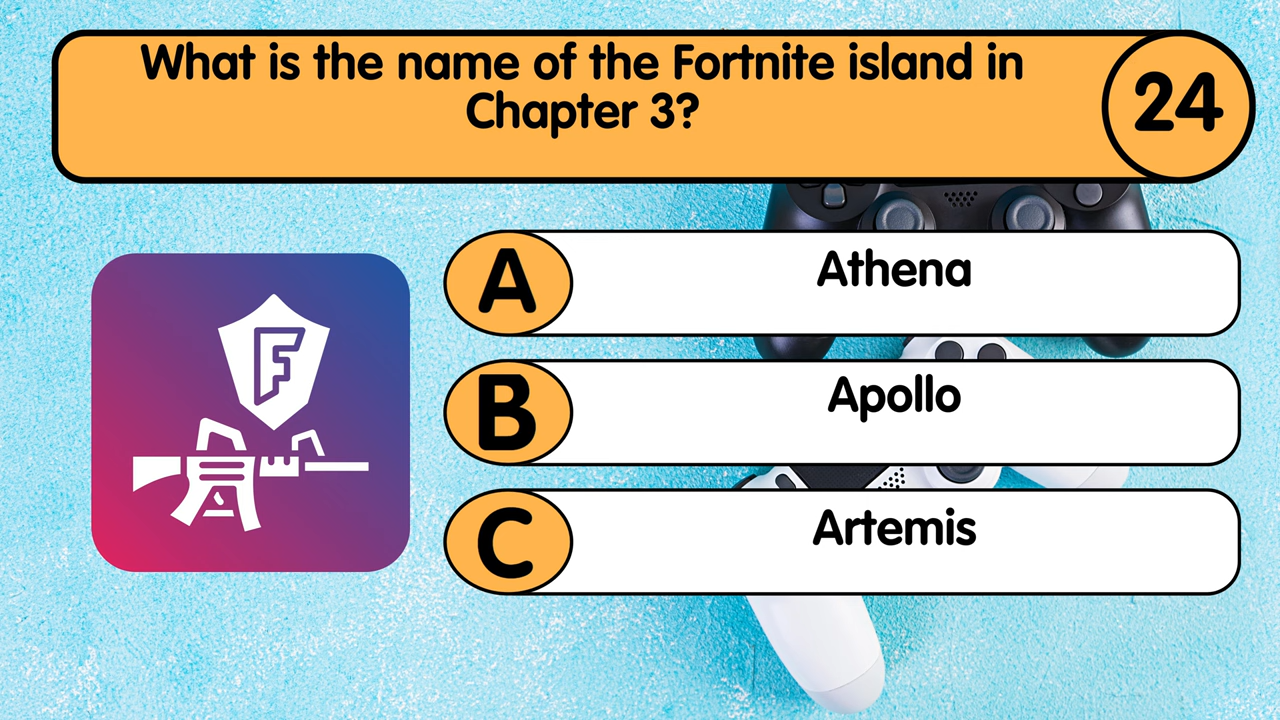 What is the name of the Fortnite island in
Chapter 3?
24
A
Athena
B
Apollo
C
Artemis
F